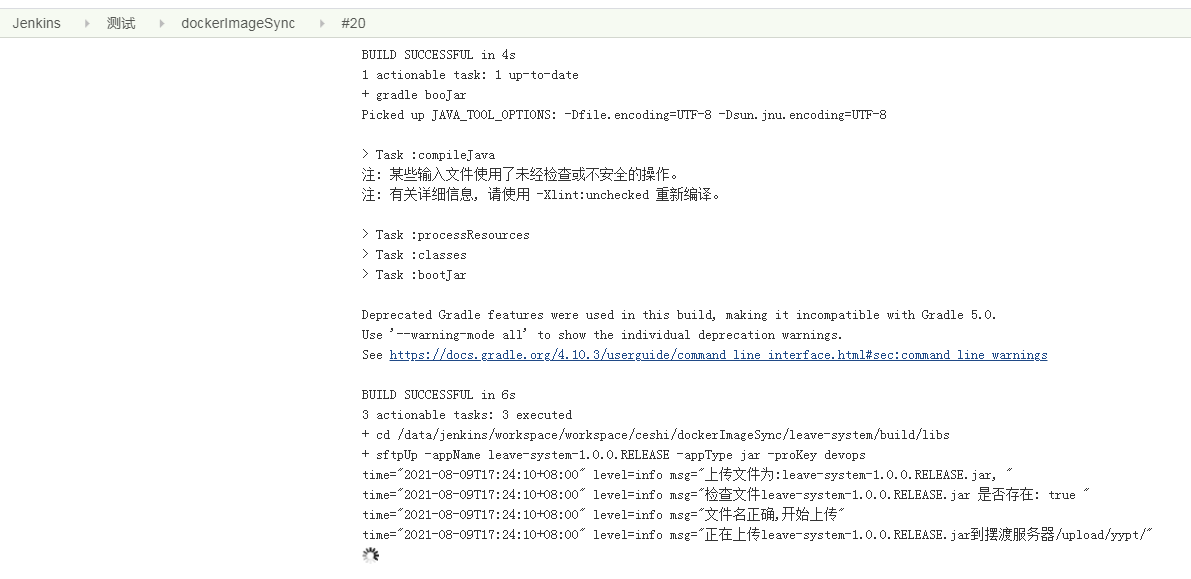 Jenkins 测试 dockerImageSync #20
BUILD SUCCESSFUL in 4s
1 actionable task: 1 up-to-date
+ gradle booJar
Picked up JAVA_TOOL_OPTIONS: -Dfile.encoding=UTF-8 -Dsun.jnu.encoding=UTF-8
> Task :compileJava
注: 某些输入文件使用了未经检查或不安全的操作。
注: 有关详细信息, 请使用 -Xlint:unchecked 重新编译。
> Task :processResources
> Task :classes
> Task :bootJar
Deprecated Gradle features were used in this build, making it incompatible with Gradle 5.0.
Use '--warning-mode all' to show the individual deprecation warnings.
See https://docs.gradle.org/4.10.3/userguide/command_line_interface.html#sec:command_line_warnings
BUILD SUCCESSFUL in 6s
3 actionable tasks: 3 executed
+ cd /data/jenkins/workspace/workspace/ceshi/dockerImageSync/leave-system/build/libs
+ sftpUp -appName leave-system-1.0.0.RELEASE -appType jar -proKey devops
time="2021-08-09T17:24:10+08:00" level=info msg="上传文件为:leave-system-1.0.0.RELEASE.jar, "
time="2021-08-09T17:24:10+08:00" level=info msg="检查文件leave-system-1.0.0.RELEASE.jar 是否存在: true "
time="2021-08-09T17:24:10+08:00" level=info msg="文件名正确,开始上传"
time="2021-08-09T17:24:10+08:00" level=info msg="正在上传leave-system-1.0.0.RELEASE.jar到摆渡服务器/upload/yypt/"